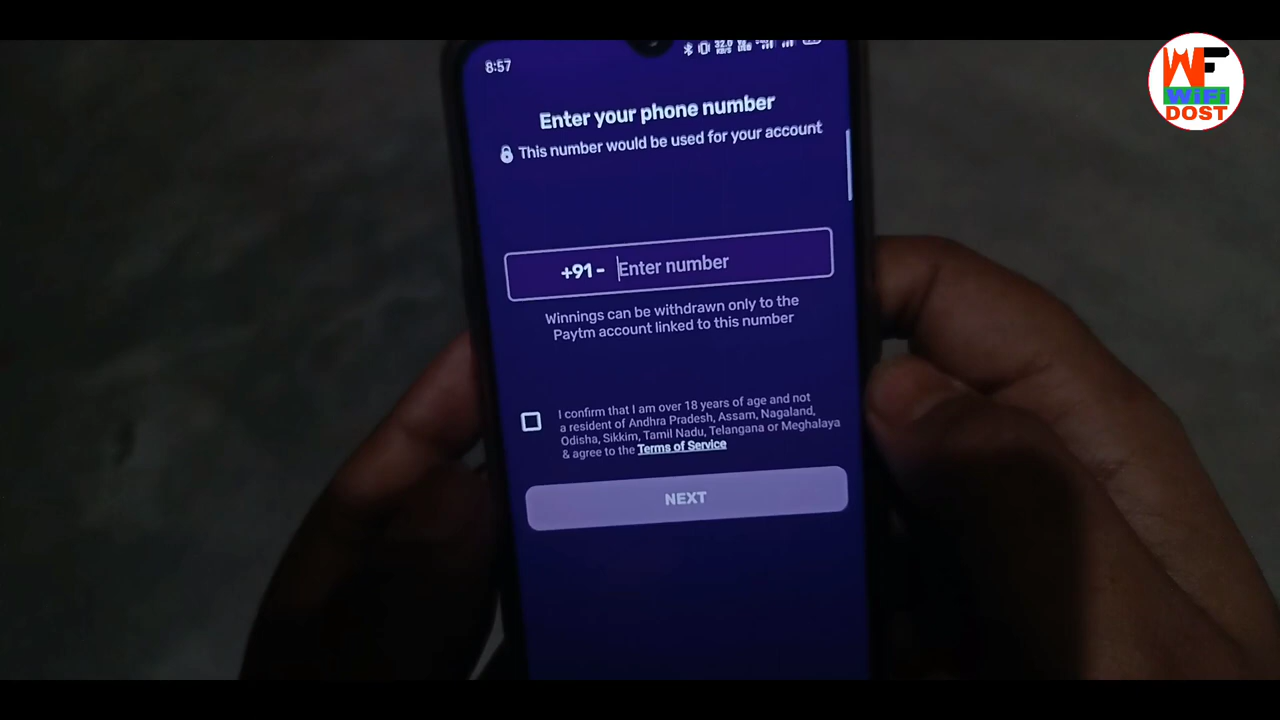 WF
WiFi
DOST
8:57
Enter your phone number
This number would be used for your account
+91 - Enter number
Winnings can be withdrawn only to the
Paytm account linked to this number
I confirm that I am over 18 years of age and not
a resident of Andhra Pradesh, Assam, Nagaland,
Odisha, Sikkim, Tamil Nadu, Telangana or Meghalaya
& agree to the Terms of Service
NEXT